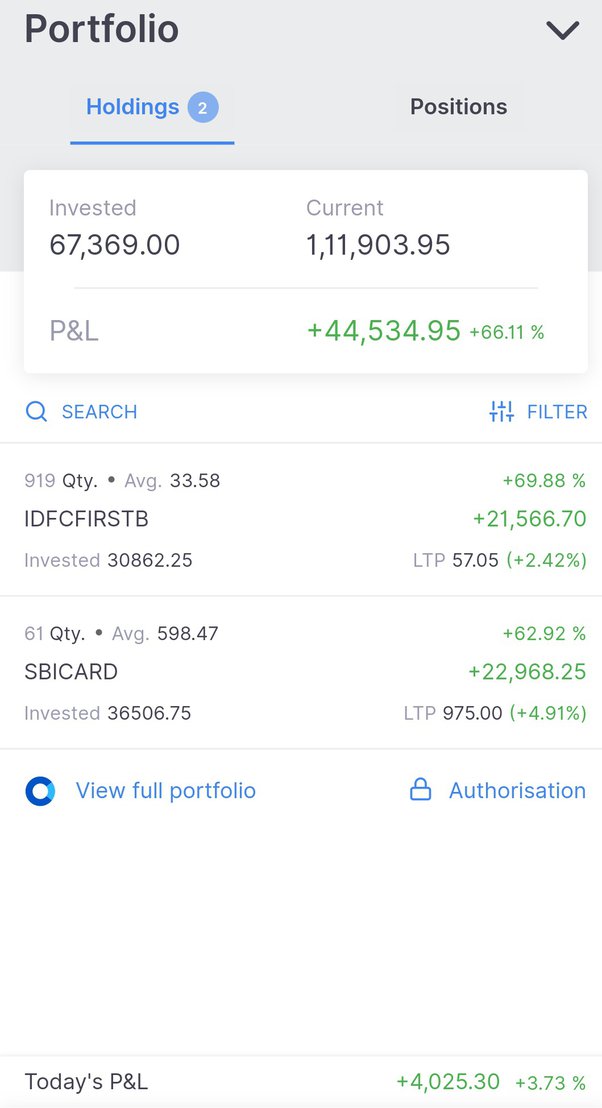 Portfolio
Holdings 2 Positions
Invested Current
67,369.00 1,11,903.95
P&L +44,534.95 +66.11 %
SEARCH FILTER
919 Qty. • Avg. 33.58 +69.88 %
IDFCFIRSTB +21,566.70
Invested 30862.25 LTP 57.05 (+2.42%)
61 Qty. • Avg. 598.47 +62.92 %
SBICARD +22,968.25
Invested 36506.75 LTP 975.00 (+4.91%)
View full portfolio Authorisation
Today's P&L +4,025.30 +3.73 %